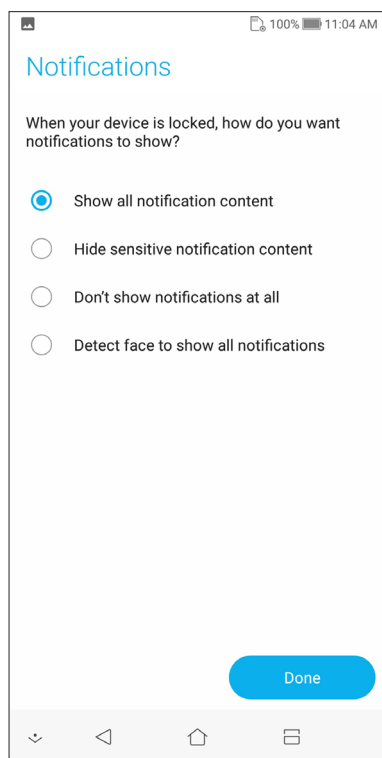 100% 11:04 AM
Notifications
When your device is locked, how do you want
notifications to show?
Show all notification content
Hide sensitive notification content
Don't show notifications at all
Detect face to show all notifications
Done